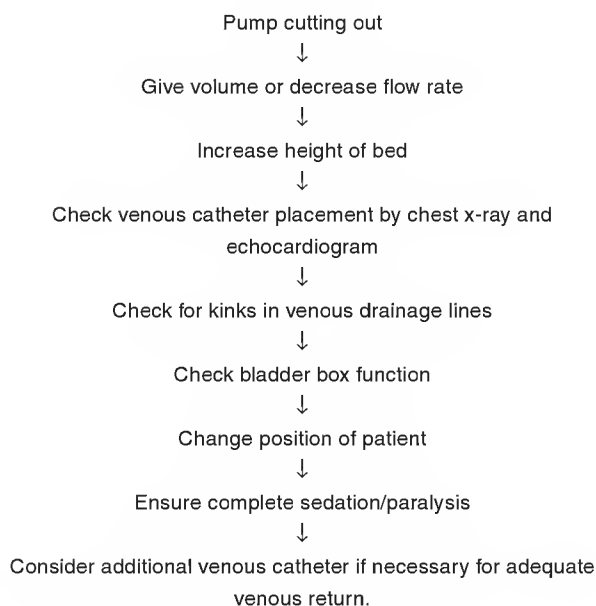 Pump cutting out
↓
Give volume or decrease flow rate
↓
Increase height of bed
↓
Check venous catheter placement by chest x-ray and
echocardiogram
↓
Check for kinks in venous drainage lines
↓
Check bladder box function
↓
Change position of patient
↓
Ensure complete sedation/paralysis
↓
Consider additional venous catheter if necessary for adequate
venous return.